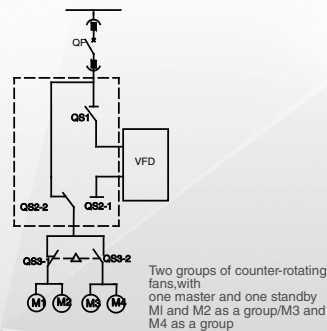 QF
QS1
VFD
QS2-2
QS2-1
QS3-
QS3-2
M1 M2 M3 M4
Two groups of counter-rotating
fans,with
one master and one standby
MI and M2 as a group/M3 and
M4 as a group